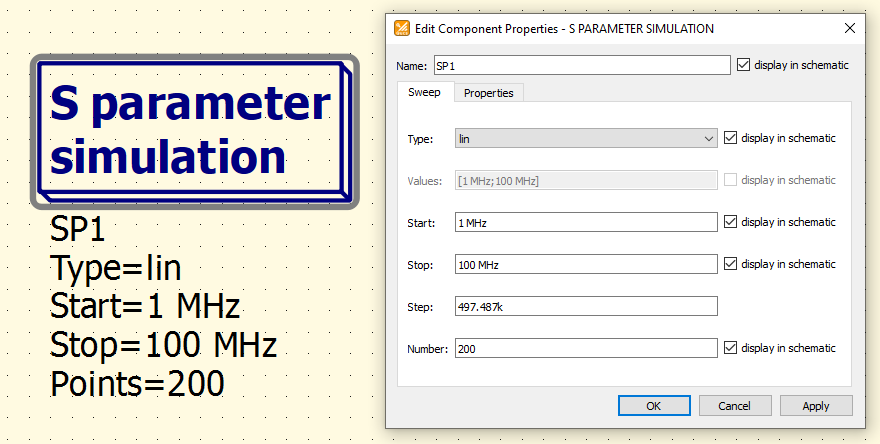 S parameter
simulation
SP1
Type=lin
Start=1 MHz
Stop=100 MHz
Points=200
Edit Component Properties - S PARAMETER SIMULATION
Name: SP1 display in schematic
Sweep Properties
Type: lin display in schematic
Values: [1 MHz;100 MHz] display in schematic
Start: 1 MHz display in schematic
Stop: 100 MHz display in schematic
Step: 497.487k
Number: 200 display in schematic
OK Cancel Apply